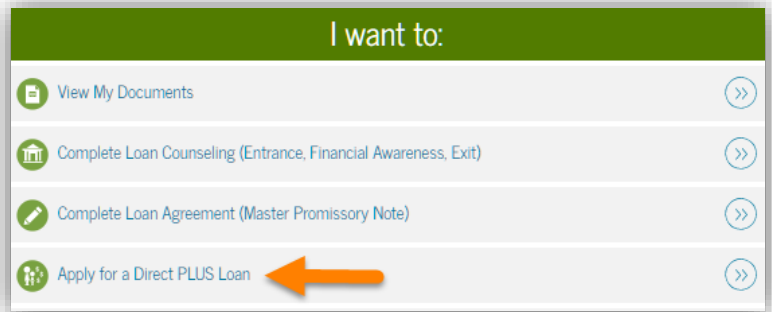 I want to:
View My Documents
Complete Loan Counseling (Entrance, Financial Awareness, Exit)
Complete Loan Agreement (Master Promissory Note)
Apply for a Direct PLUS Loan